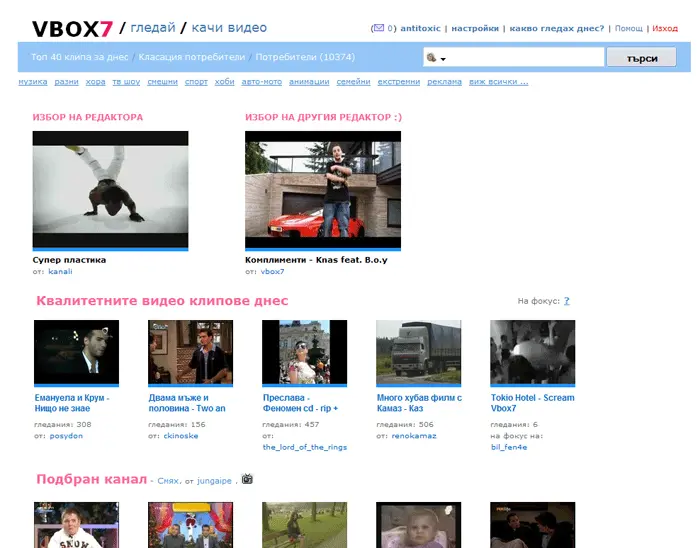 VBOX7 / гледай / качи видео
( 0) antitoxic | настройки | какво гледах днес? | Помощ | Изход
Топ 40 клипа за днес / Класация потребители / Потребители (10374)
търси
музика разни хора тв шоу смешни спорт хоби авто-мото анимации семейни екстремни реклама виж всички ...
ИЗБОР НА РЕДАКТОРА
ИЗБОР НА ДРУГИЯ РЕДАКТОР :)
Супер пластика
от: kanali
Комплименти - Knas feat. B.o.y
от: vbox7
Квалитетните видео клипове днес
На фокус: ?
Емануела и Крум -
Нищо не знае
гледания: 308
от: posydon
Двама мъже и
половина - Two an
гледания: 156
от: ckinoske
Преслава -
Феномен cd - rip +
гледания: 457
от:
the_lord_of_the_rings
Много хубав филм с
Камаз - Каз
гледания: 506
от: renokamaz
Tokio Hotel - Scream
Vbox7
гледания: 6
на фокус на:
bil_fen4e
Подбран канал - Смях, от jungaipe .